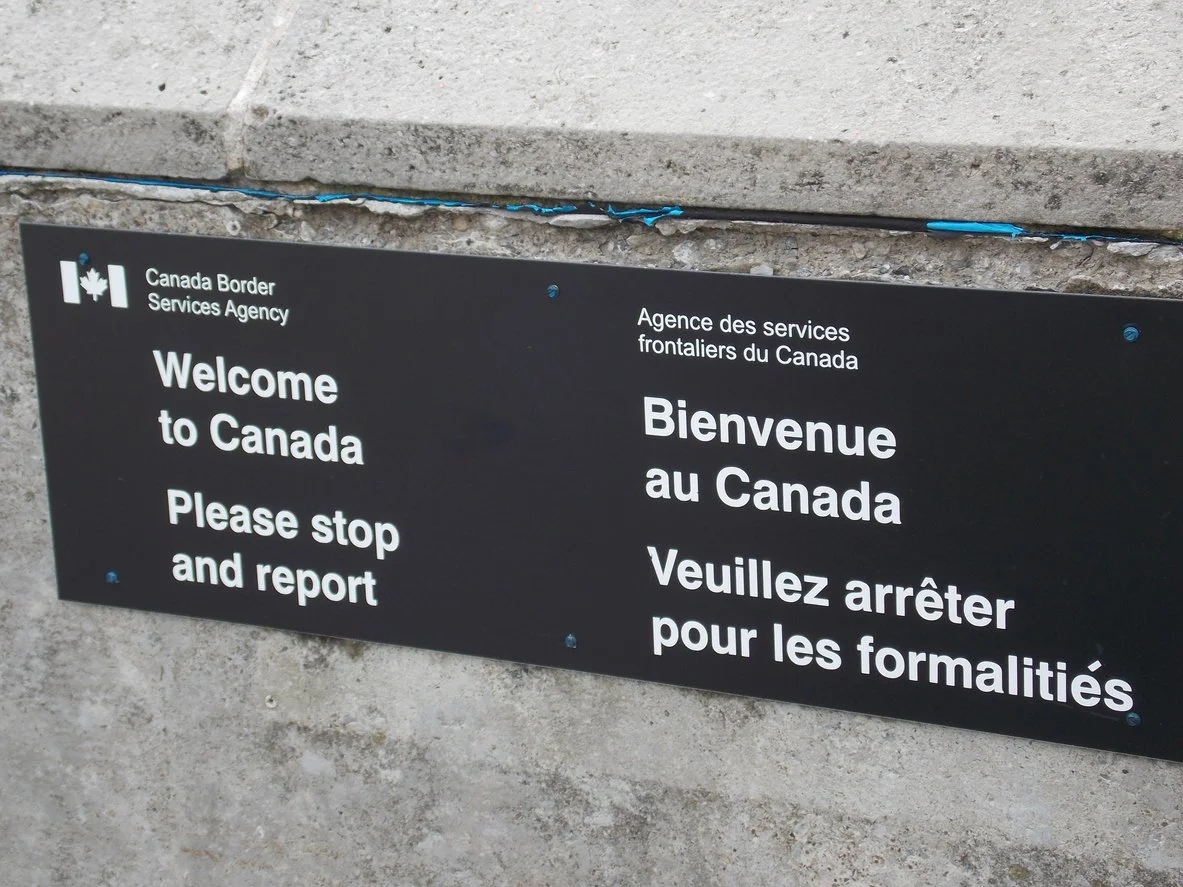 Canada Border
Services Agency
Welcome
to Canada
Please stop
and report
Agence des services
frontaliers du Canada
Bienvenue
au Canada
Veuillez arrêter
pour les formalitiés